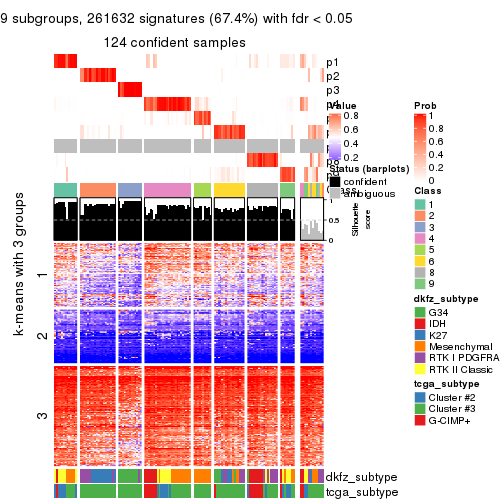 9 subgroups, 261632 signatures (67.4%) with fdr < 0.05
124 confident samples
p1
p2
p3
Value
0.8
0.6
0.4
0.2
Prob
1
0.8
0.6
0.4
0.2
0
Status (barplots)
confident
ambiguous
Class
1
2
3
4
5
6
8
9
1
0.5
0
Silhouette
score
k-means with 3 groups
1
2
3
dkfz_subtype
G34
IDH
K27
Mesenchymal
RTK I PDGFRA
RTK II Classic
tcga_subtype
Cluster #2
Cluster #3
G-CIMP+
dkfz_subtype
tcga_subtype